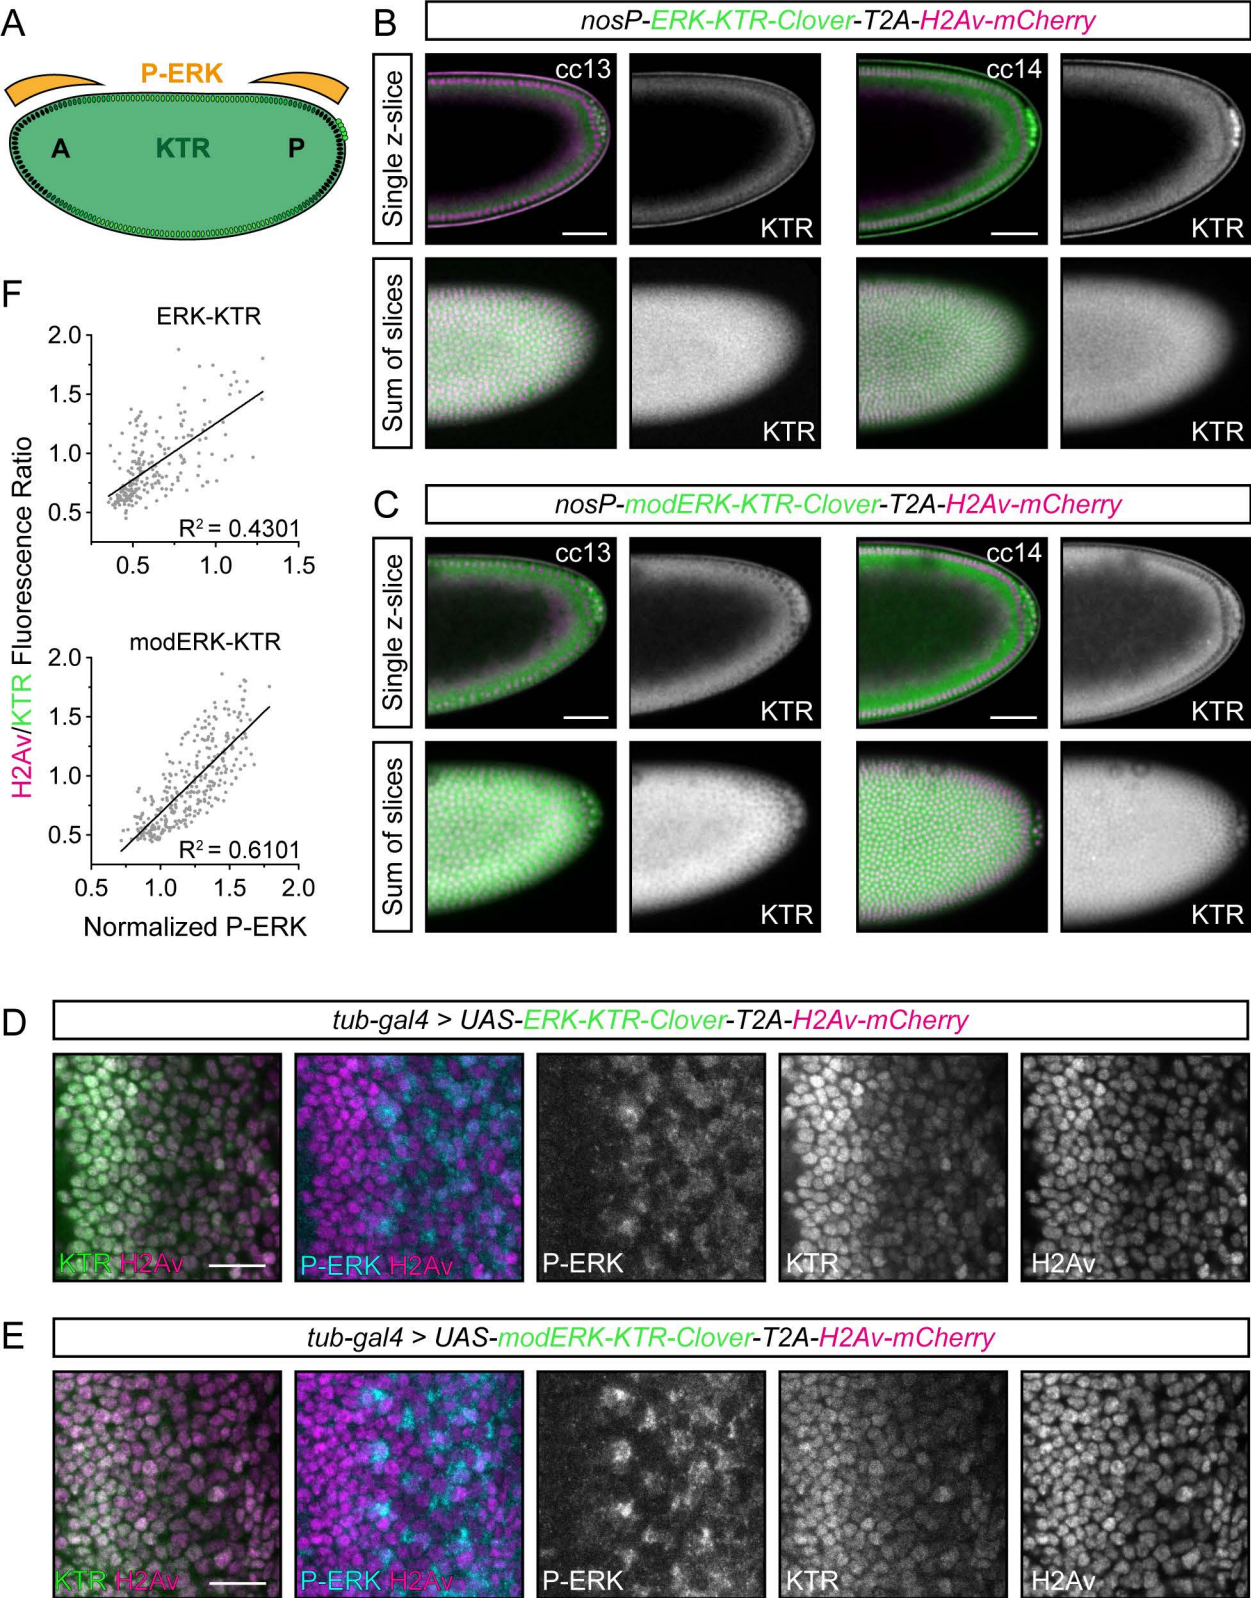 A
P-ERK
A
KTR
P
B
nosP-ERK-KTR-Clover-T2A-H2Av-mCherry
Single z-slice
cc13
KTR
cc14
KTR
Sum of slices
KTR
KTR
C
nosP-modERK-KTR-Clover-T2A-H2Av-mCherry
Single z-slice
cc13
KTR
cc14
KTR
Sum of slices
KTR
KTR
F
H2Av/KTR Fluorescence Ratio
ERK-KTR
2.0
1.5
1.0
0.5
R² = 0.4301
0.5 1.0 1.5
modERK-KTR
2.0
1.5
1.0
0.5
R² = 0.6101
0.5 1.0 1.5 2.0
Normalized P-ERK
D
tub-gal4 > UAS-ERK-KTR-Clover-T2A-H2Av-mCherry
KTR H2Av
P-ERK H2Av
P-ERK
KTR
H2Av
E
tub-gal4 > UAS-modERK-KTR-Clover-T2A-H2Av-mCherry
KTR H2Av
P-ERK H2Av
P-ERK
KTR
H2Av